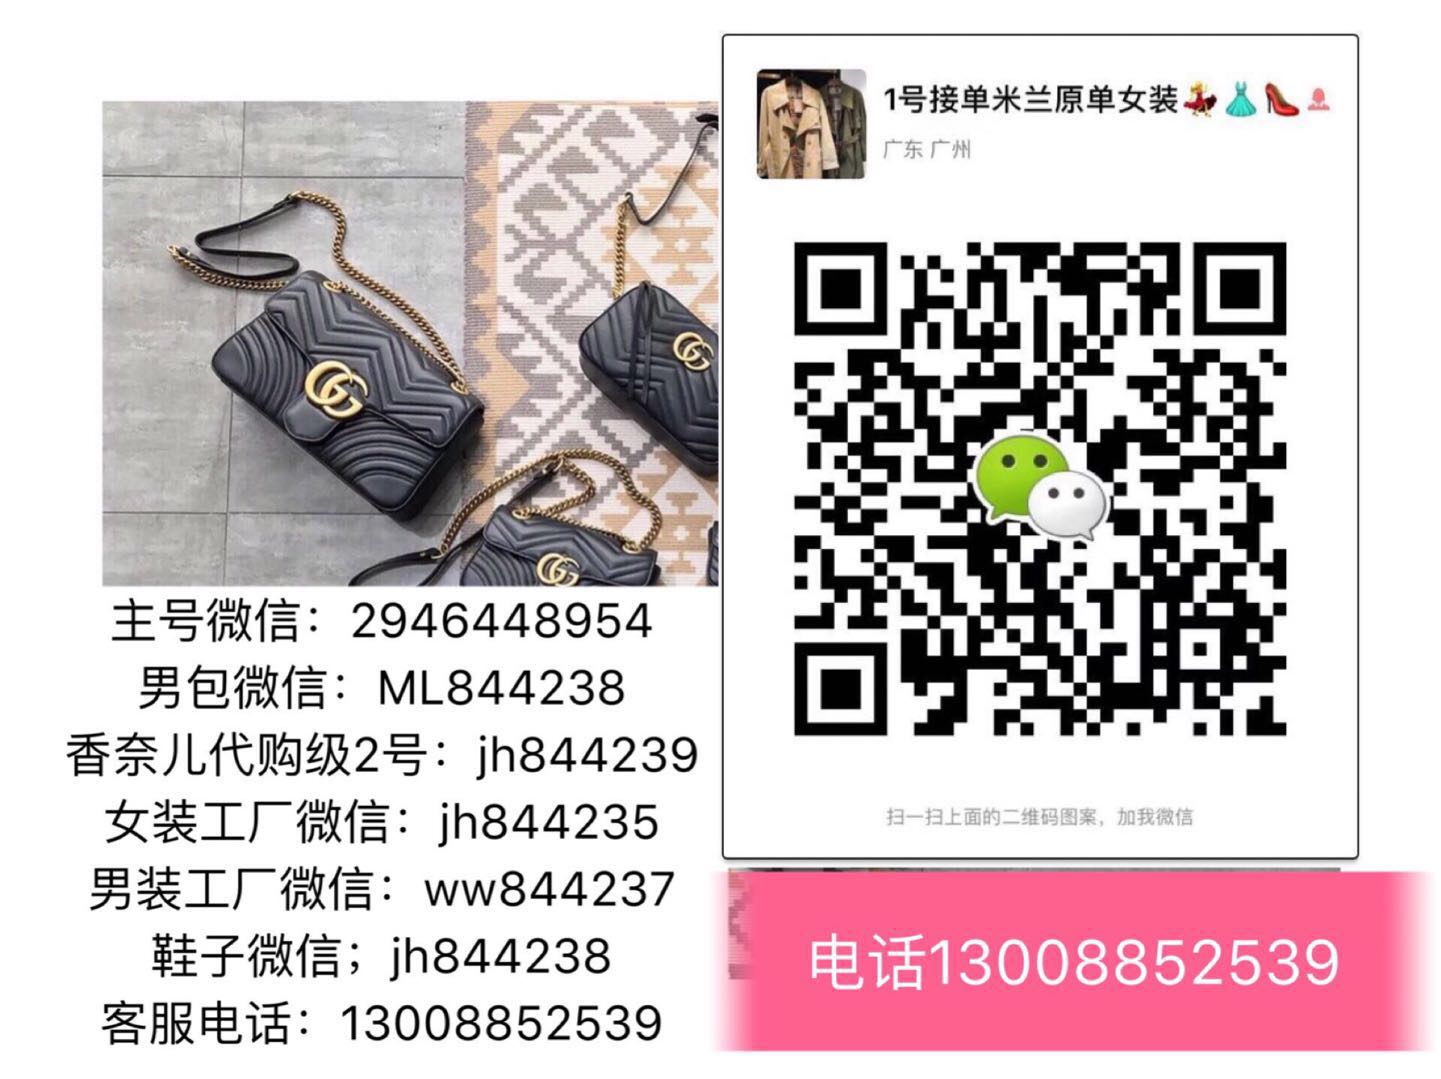 主号微信：2946448954
男包微信：ML844238
香奈儿代购级2号：jh844239
女装工厂微信：jh844235
男装工厂微信：ww844237
鞋子微信；jh844238
客服电话：13008852539
1号接单米兰原单女装💃👗👠
广东 广州
扫一扫上面的二维码图案，加我微信
电话13008852539